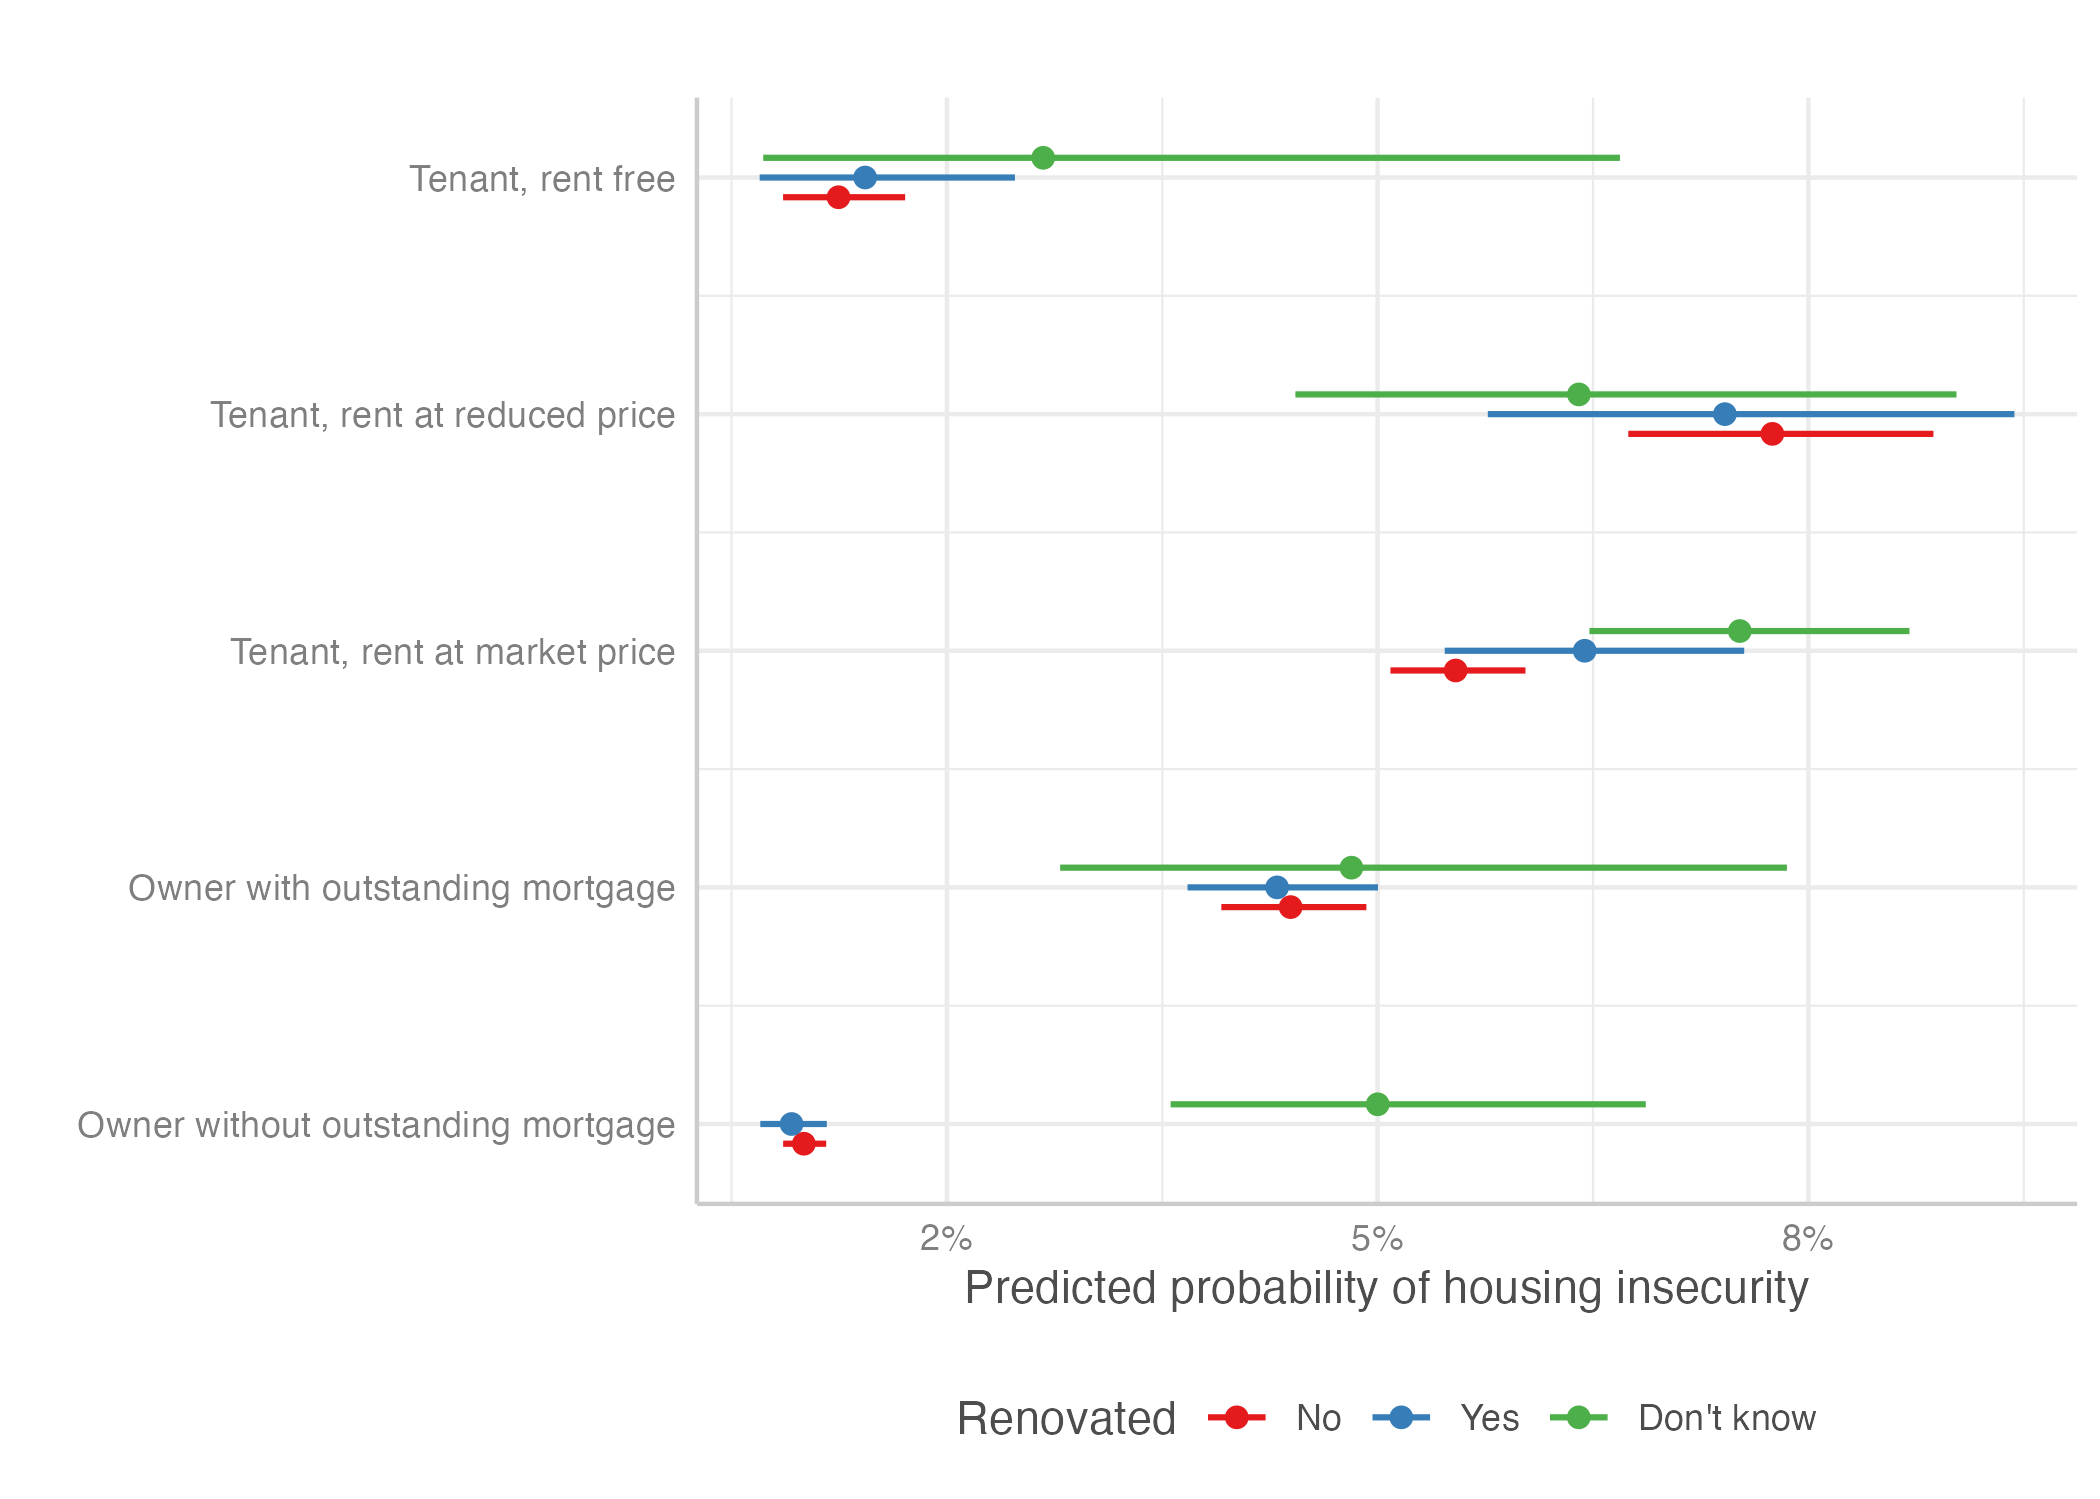 Tenant, rent free
Tenant, rent at reduced price
Tenant, rent at market price
Owner with outstanding mortgage
Owner without outstanding mortgage
2% 5% 8%
Predicted probability of housing insecurity
Renovated No Yes Don't know